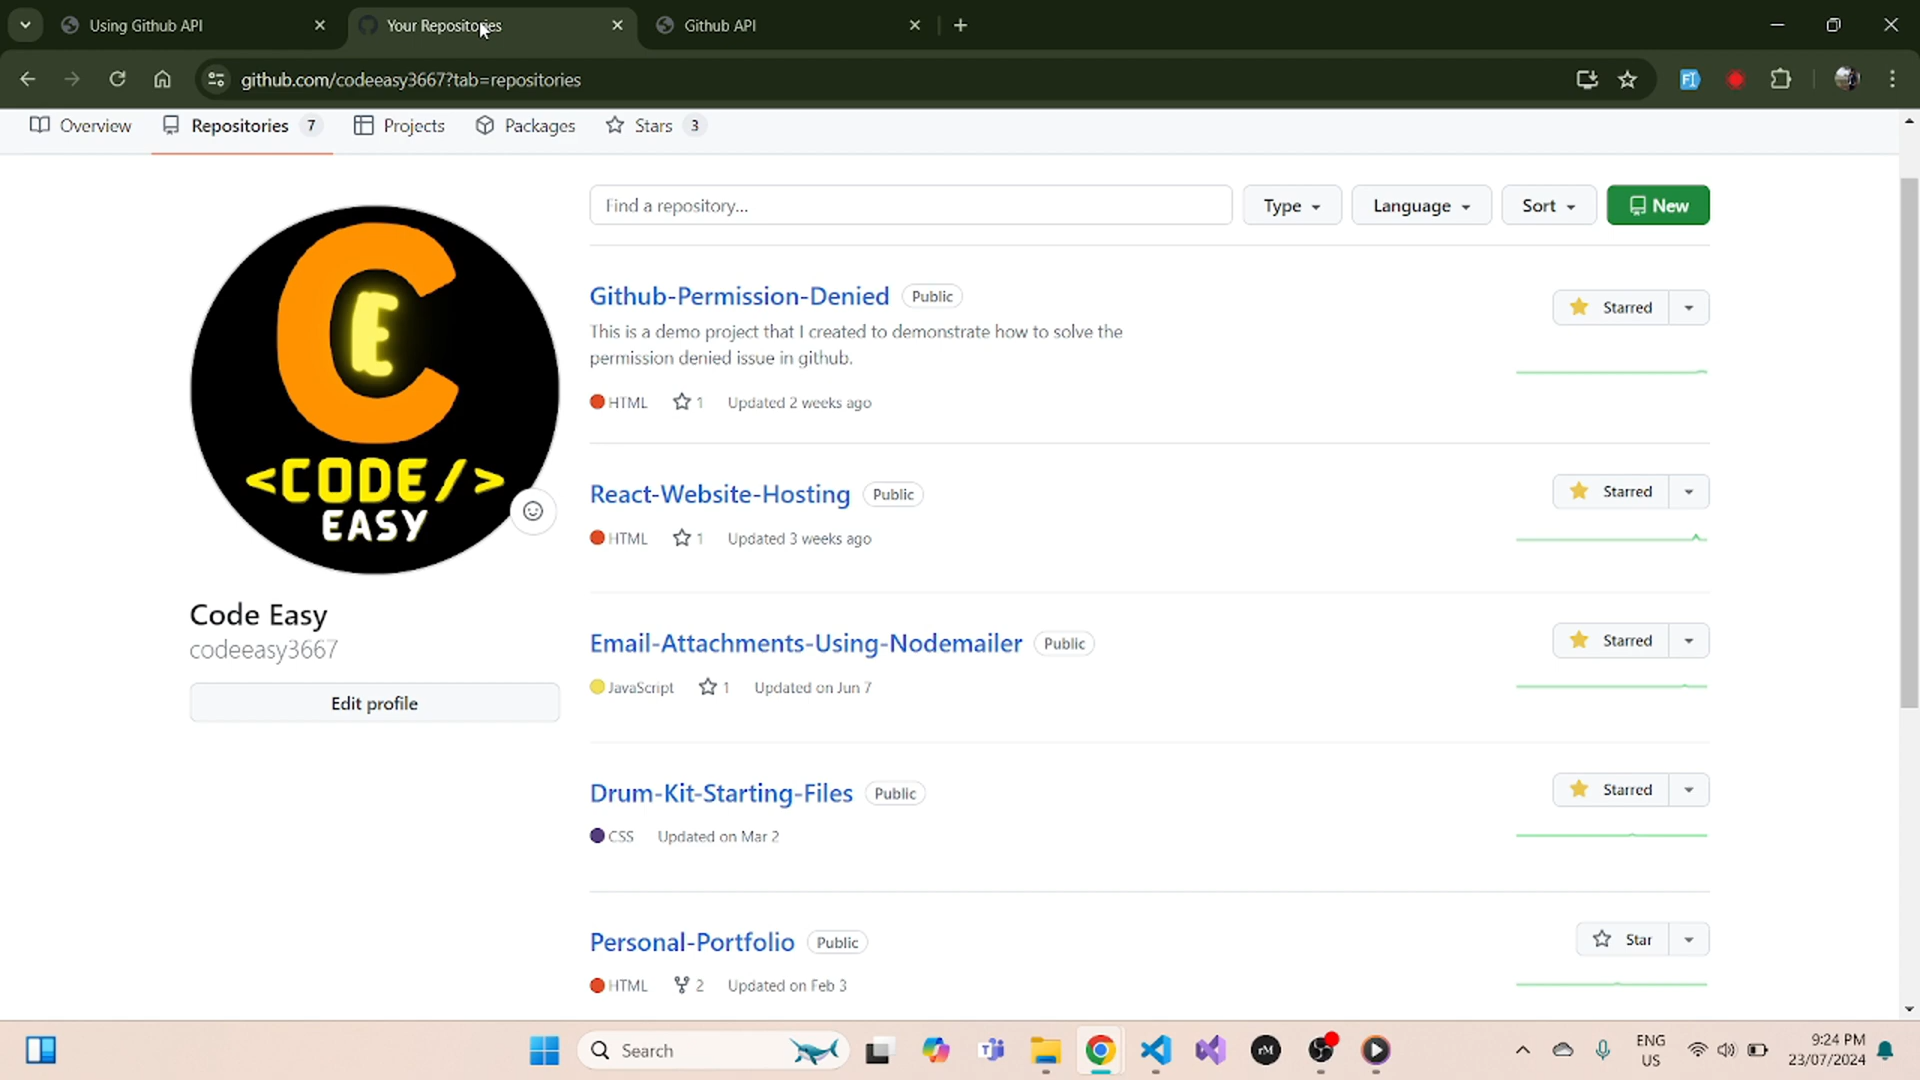 Using Github API
Your Repositories
Github API
github.com/codeeasy3667?tab=repositories
Overview
Repositories 7
Projects
Packages
Stars 3
Find a repository...
Type
Language
Sort
New
C
E
<CODE/>
EASY
Code Easy
codeeasy3667
Edit profile
Github-Permission-Denied Public
This is a demo project that I created to demonstrate how to solve the
permission denied issue in github.
HTML 1 Updated 2 weeks ago
Starred
React-Website-Hosting Public
HTML 1 Updated 3 weeks ago
Starred
Email-Attachments-Using-Nodemailer Public
JavaScript 1 Updated on Jun 7
Starred
Drum-Kit-Starting-Files Public
CSS Updated on Mar 2
Starred
Personal-Portfolio Public
HTML 2 Updated on Feb 3
Star
Search
rM
ENG
US
9:24 PM
23/07/2024